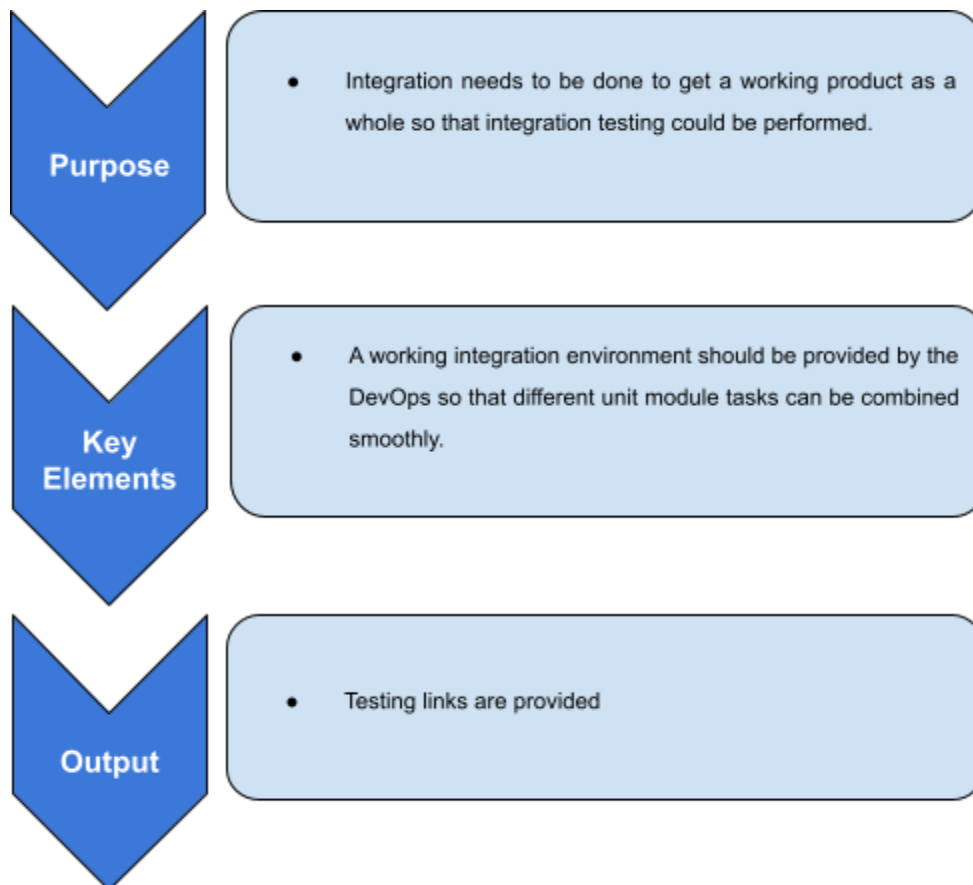 Purpose
● Integration needs to be done to get a working product as a
whole so that integration testing could be performed.
Key
Elements
● A working integration environment should be provided by the
DevOps so that different unit module tasks can be combined
smoothly.
Output
● Testing links are provided